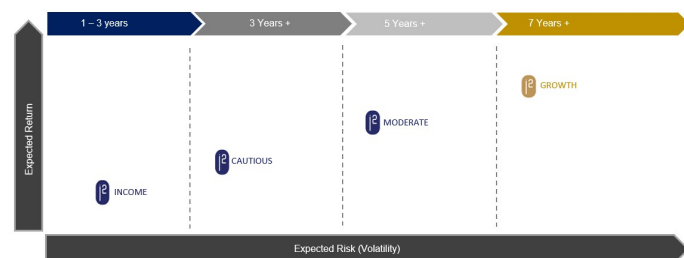 1 – 3 years
3 Years +
5 Years +
7 Years +
Expected Return
GROWTH
MODERATE
CAUTIOUS
INCOME
Expected Risk (Volatility)